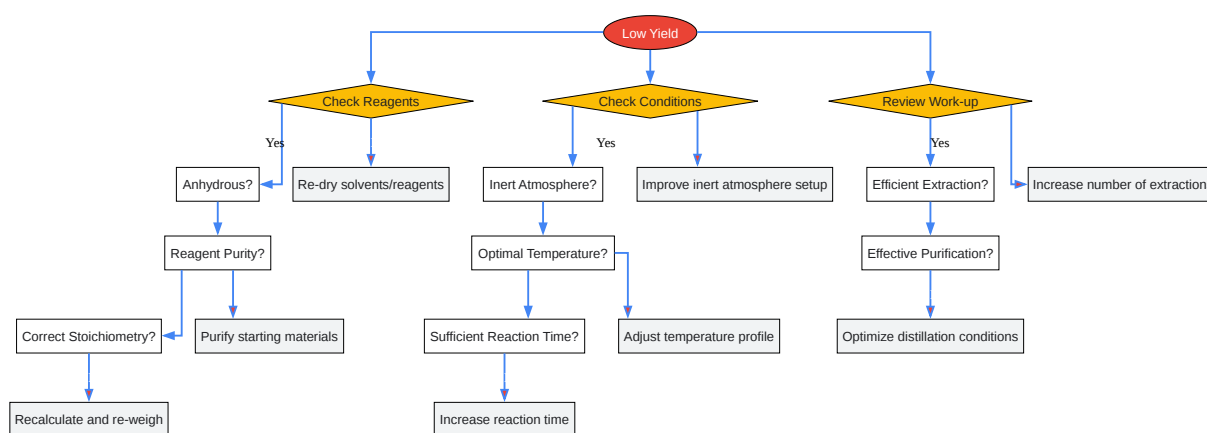 Low Yield
Check Reagents
Check Conditions
Review Work-up
Yes
Yes
Yes
Anhydrous?
Re-dry solvents/reagents
Inert Atmosphere?
Improve inert atmosphere setup
Efficient Extraction?
Increase number of extraction
Reagent Purity?
Optimal Temperature?
Effective Purification?
Correct Stoichiometry?
Purify starting materials
Sufficient Reaction Time?
Adjust temperature profile
Optimize distillation conditions
Recalculate and re-weigh
Increase reaction time